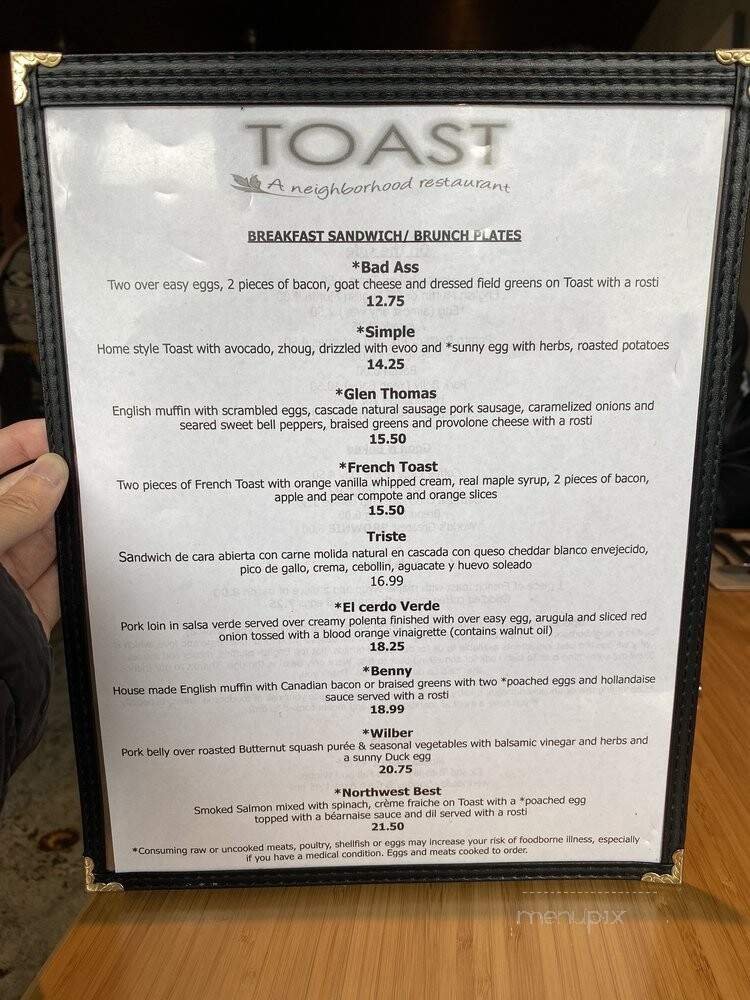 TOAST
A neighborhood restaurant
BREAKFAST SANDWICH/ BRUNCH PLATES
*Bad Ass
Two over easy eggs, 2 pieces of bacon, goat cheese and dressed field greens on Toast with a rosti
12.75
*Simple
Home style Toast with avocado, zhoug, drizzled with evoo and *sunny egg with herbs, roasted potatoes
14.25
*Glen Thomas
English muffin with scrambled eggs, cascade natural sausage pork sausage, caramelized onions and
seared sweet bell peppers, braised greens and provolone cheese with a rosti
15.50
*French Toast
Two pieces of French Toast with orange vanilla whipped cream, real maple syrup, 2 pieces of bacon,
apple and pear compote and orange slices
15.50
Triste
Sandwich de cara abierta con carne molida natural en cascada con queso cheddar blanco envejecido,
pico de gallo, crema, cebollin, aguacate y huevo soleado
16.99
*El cerdo Verde
Pork loin in salsa verde served over creamy polenta finished with over easy egg, arugula and sliced red
onion tossed with a blood orange vinaigrette (contains walnut oil)
18.25
*Benny
House made English muffin with Canadian bacon or braised greens with two *poached eggs and hollandaise
sauce served with a rosti
18.99
*Wilber
Pork belly over roasted Butternut squash purée & seasonal vegetables with balsamic vinegar and herbs and
a sunny Duck egg
20.75
*Northwest Best
Smoked Salmon mixed with spinach, crème fraiche on Toast with a *poached egg
topped with a béarnaise sauce and dil served with a rosti
21.50
*Consuming raw or uncooked meats, poultry, shellfish or eggs may increase your risk of foodborne illness, especially
if you have a medical condition. Eggs and meats cooked to order.
menupix